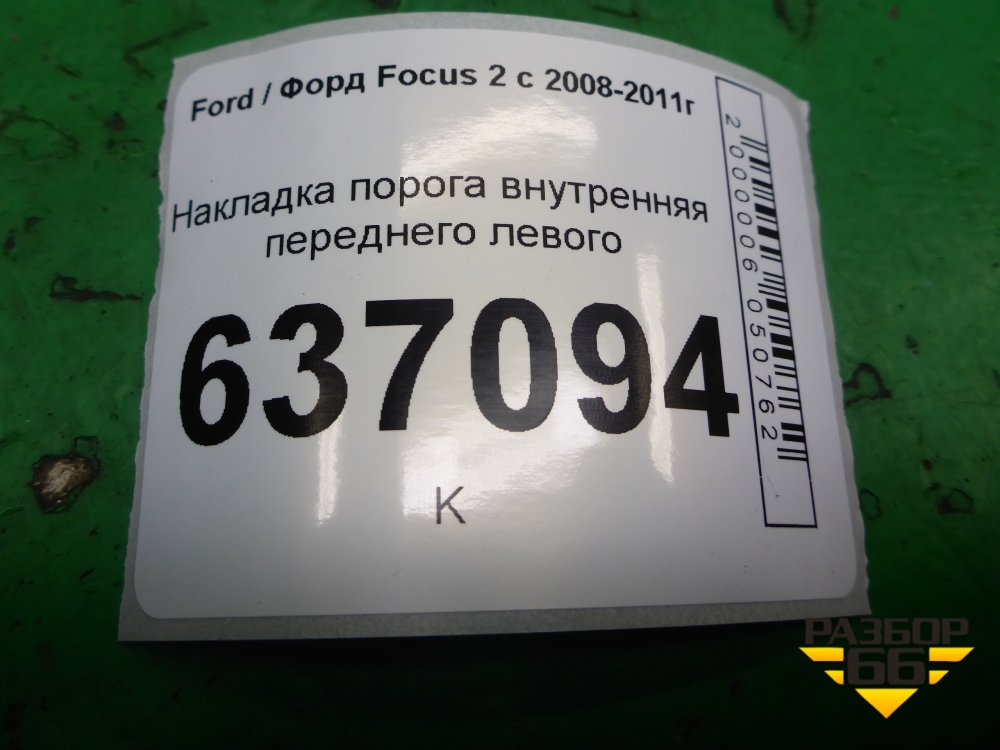 Ford / Форд Focus 2 с 2008-2011г
Накладка порога внутренняя
переднего левого
637094
К
2000006050762
РАЗБОР
66